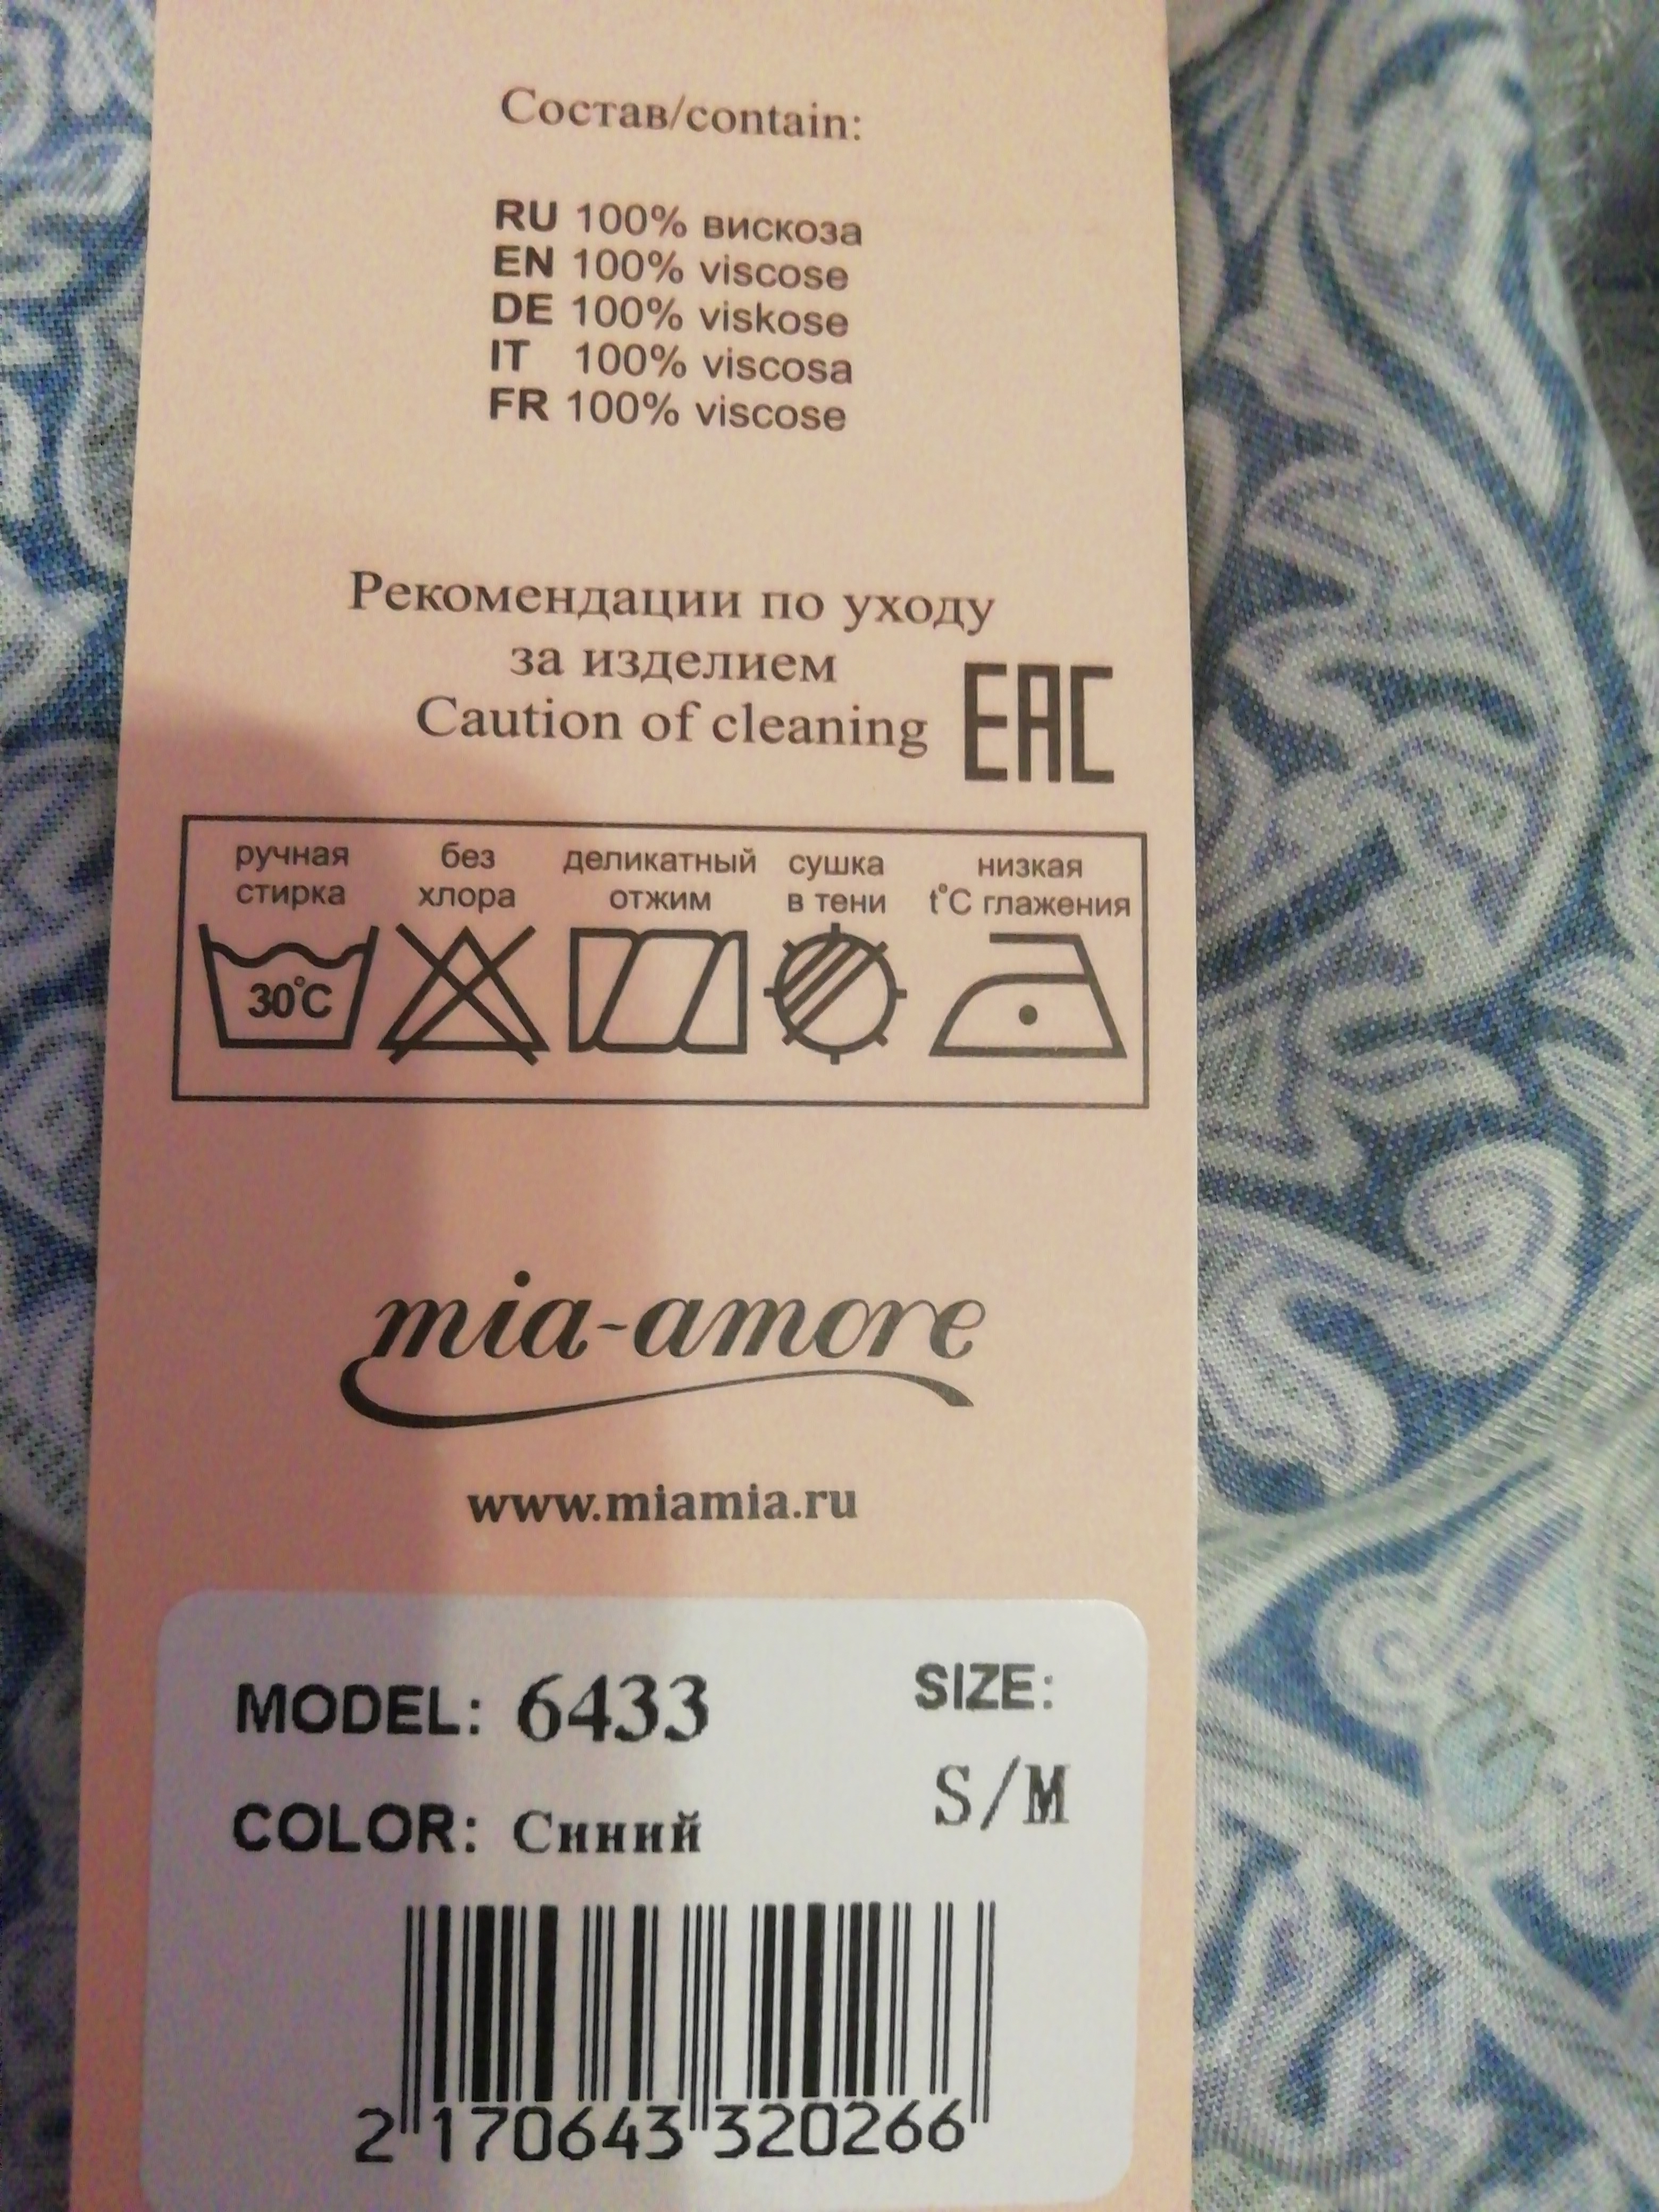 Состав/contain:
RU 100% вискоза
EN 100% viscose
DE 100% viskose
IT 100% viscosa
FR 100% viscose
Рекомендации по уходу
за изделием
Caution of cleaning
EAC
ручная стирка
без хлора
деликатный отжим
сушка в тени
низкая t°C глажения
30°C
mia-amore
www.miamia.ru
MODEL: 6433
SIZE:
S/M
COLOR: Синий
2 170643 320266